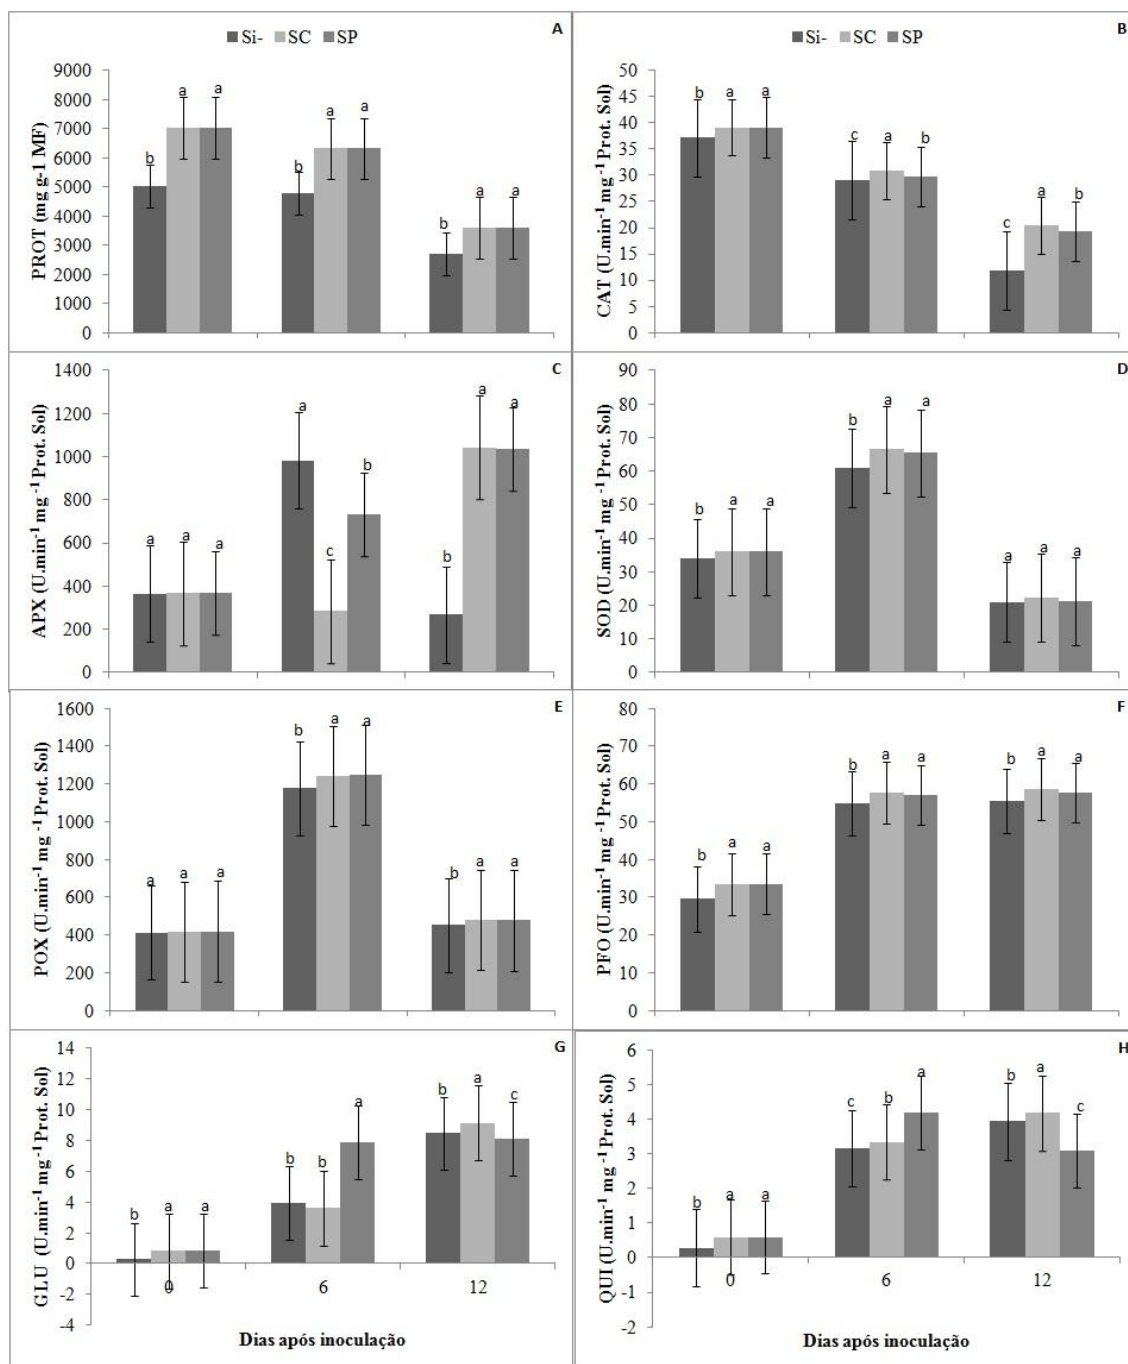 Si- SC SP
A
9000
8000
7000
6000
5000
4000
3000
2000
1000
0
PROT (mg g-1 MF)
b a a
b a a
b a a
Si- SC SP
B
50
45
40
35
30
25
20
15
10
5
0
CAT (U.min⁻¹ mg⁻¹ Prot. Sol)
b a a
c a b
c a b
C
1400
1200
1000
800
600
400
200
0
APX (U.min⁻¹ mg ⁻¹ Prot. Sol)
a a a
a c b
b a a
D
90
80
70
60
50
40
30
20
10
0
SOD (U.min⁻¹ mg ⁻¹ Prot. Sol)
b a a
b a a
a a a
E
1600
1400
1200
1000
800
600
400
200
0
POX (U.min⁻¹ mg ⁻¹ Prot. Sol)
a a a
b a a
b a a
F
80
70
60
50
40
30
20
10
0
PFO (U.min⁻¹ mg ⁻¹ Prot. Sol)
b a a
b a a
b a a
G
14
12
10
8
6
4
2
0
-2
-4
GLU (U.min⁻¹ mg ⁻¹ Prot. Sol)
b a a
b b a
b a c
0 6 12
Dias após inoculação
H
6
5
4
3
2
1
0
-1
-2
QUI (U.min⁻¹ mg ⁻¹ Prot. Sol)
b a a
c b a
b a c
0 6 12
Dias após inoculação